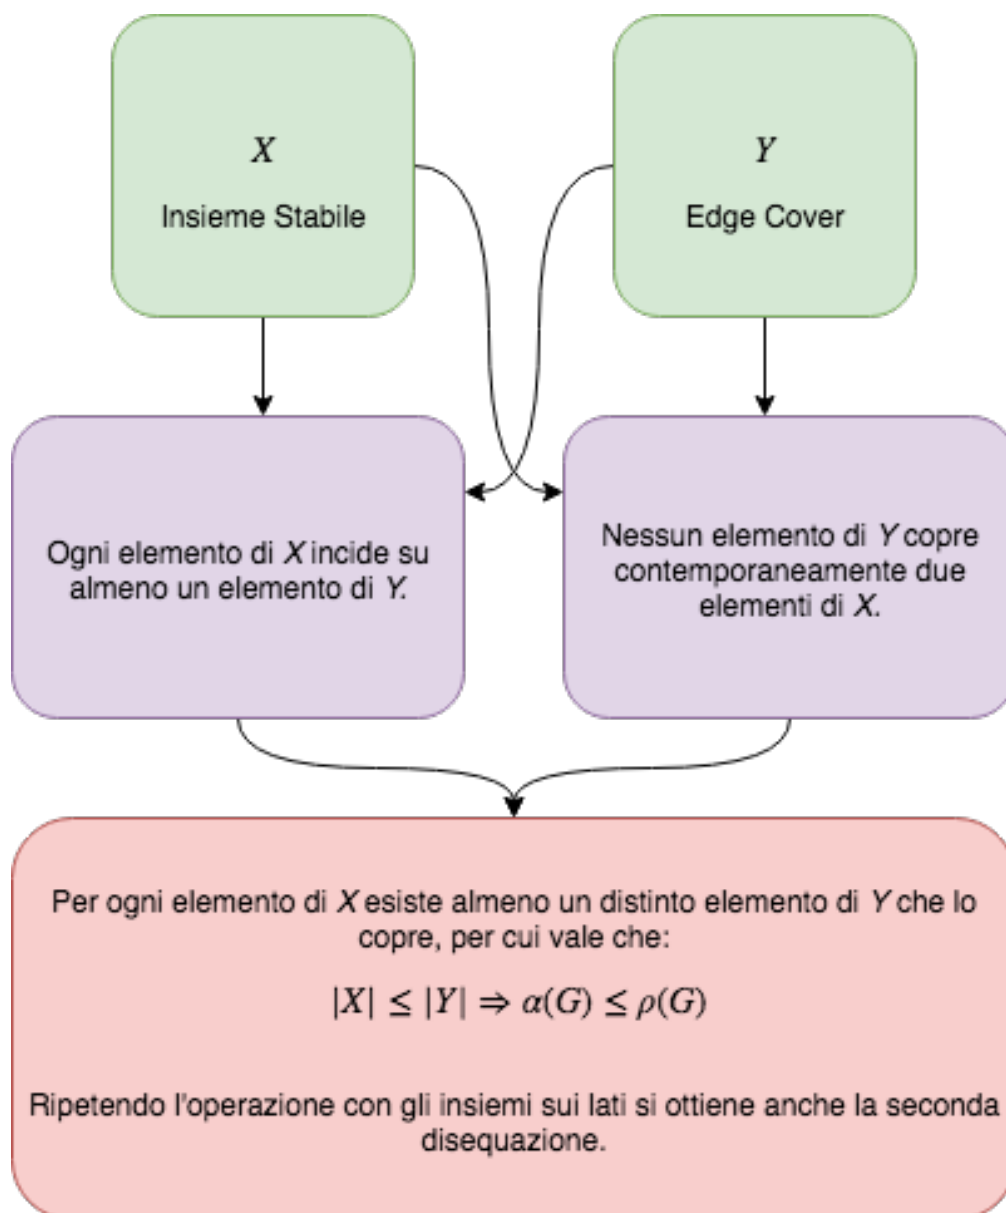 X
Insieme Stabile
Y
Edge Cover
Ogni elemento di X incide su
almeno un elemento di Y.
Nessun elemento di Y copre
contemporaneamente due
elementi di X.
Per ogni elemento di X esiste almeno un distinto elemento di Y che lo
copre, per cui vale che:
|X| ≤ |Y| ⇒ α(G) ≤ ρ(G)
Ripetendo l'operazione con gli insiemi sui lati si ottiene anche la seconda
disequazione.